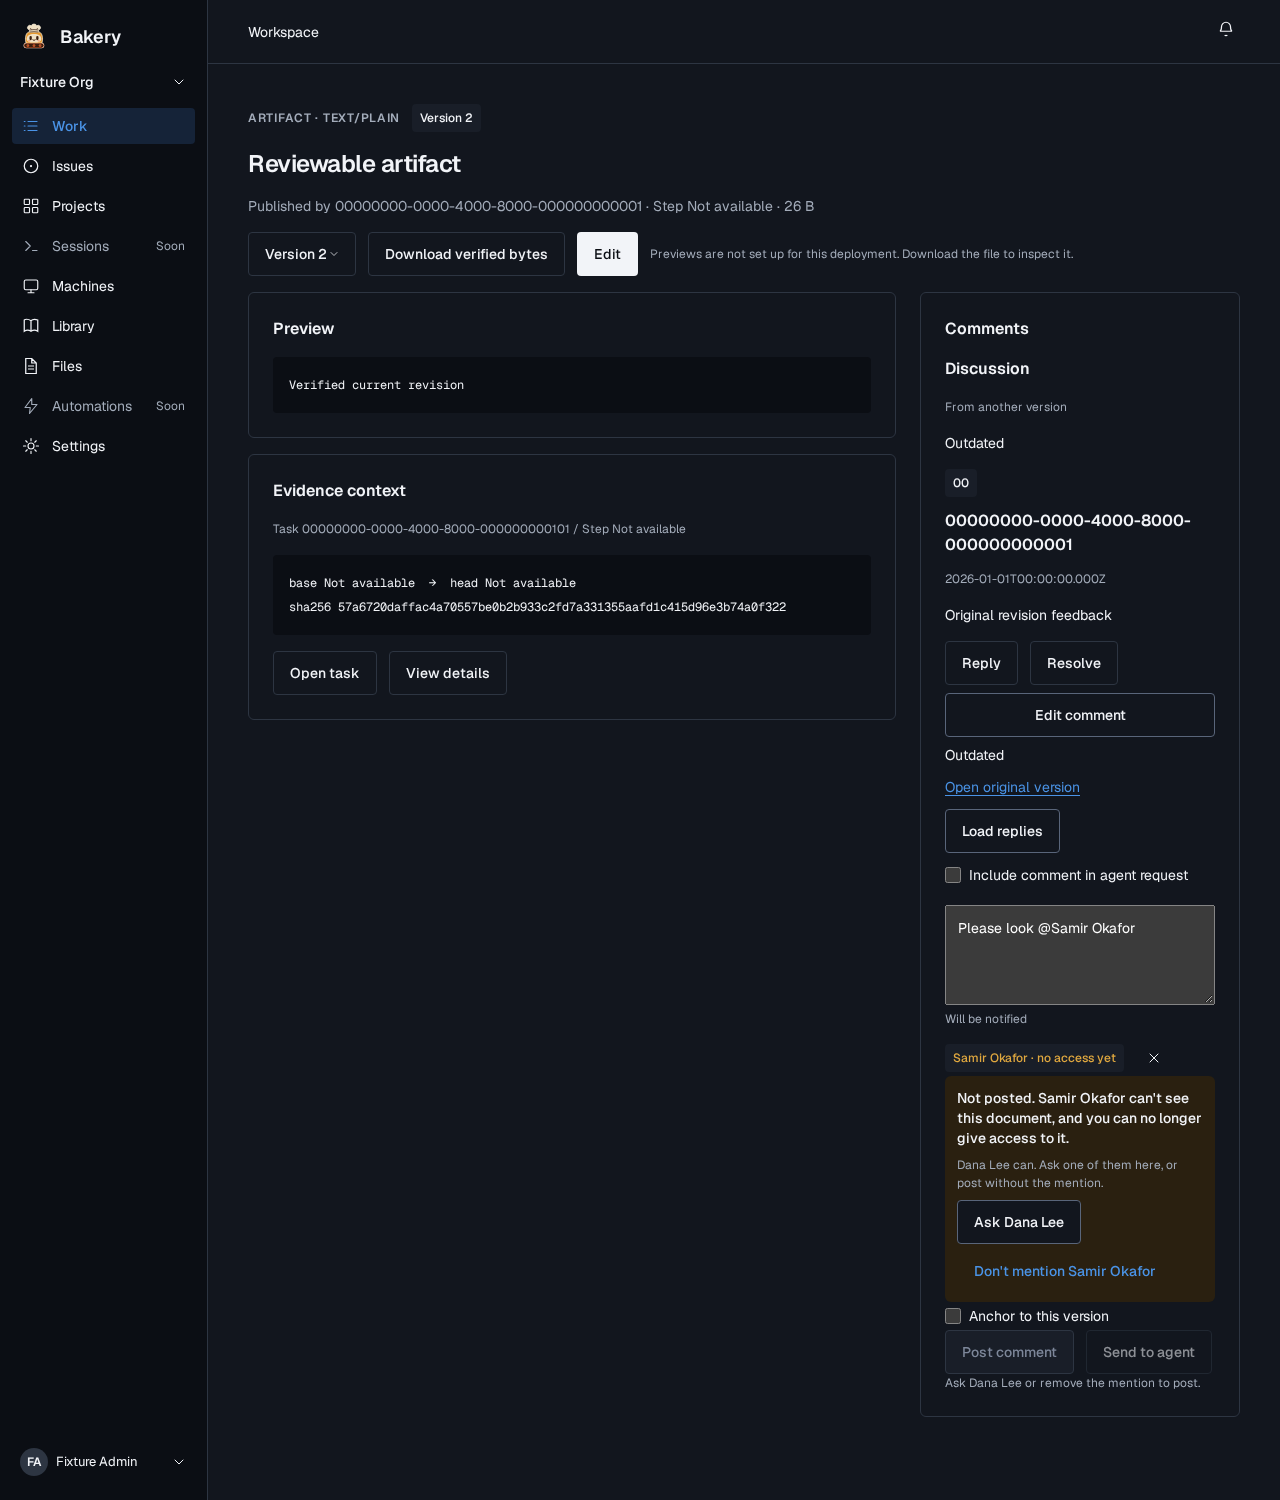 Bakery
Fixture Org
Work
Issues
Projects
Sessions Soon
Machines
Library
Files
Automations Soon
Settings
FA Fixture Admin
Workspace
ARTIFACT · TEXT/PLAIN Version 2
Reviewable artifact
Published by 00000000-0000-4000-8000-000000000001 · Step Not available · 26 B
Version 2 Download verified bytes Edit Previews are not set up for this deployment. Download the file to inspect it.
Preview
Verified current revision
Evidence context
Task 00000000-0000-4000-8000-000000000101 / Step Not available
base Not available → head Not available
sha256 57a6720daffac4a70557be0b2b933c2fd7a331355aafd1c415d96e3b74a0f322
Open task View details
Comments
Discussion
From another version
Outdated
00
00000000-0000-4000-8000-
000000000001
2026-01-01T00:00:00.000Z
Original revision feedback
Reply Resolve
Edit comment
Outdated
Open original version
Load replies
Include comment in agent request
Please look @Samir Okafor
Will be notified
Samir Okafor · no access yet
Not posted. Samir Okafor can't see
this document, and you can no longer
give access to it.
Dana Lee can. Ask one of them here, or
post without the mention.
Ask Dana Lee
Don't mention Samir Okafor
Anchor to this version
Post comment Send to agent
Ask Dana Lee or remove the mention to post.